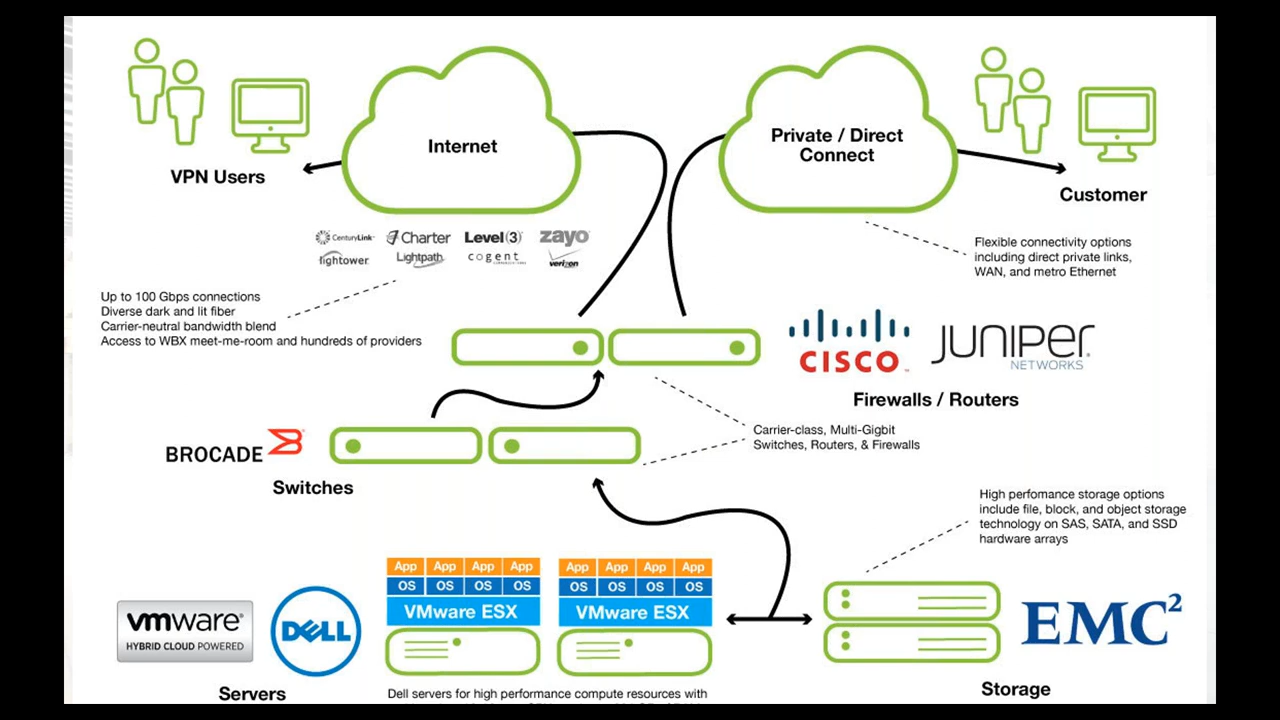 Internet
Private / Direct
Connect
VPN Users
Customer
CenturyLink
Charter
Level(3)
zayo
lightower
Lightpath
cogent
verizon
Flexible connectivity options
including direct private links,
WAN, and metro Ethernet
Up to 100 Gbps connections
Diverse dark and lit fiber
Carrier-neutral bandwidth blend
Access to WBX meet-me-room and hundreds of providers
CISCO
JUNIPER
NETWORKS
Firewalls / Routers
Carrier-class, Multi-Gigbit
Switches, Routers, & Firewalls
BROCADE
Switches
High perfomance storage options
include file, block, and object storage
technology on SAS, SATA, and SSD
hardware arrays
App App App App
OS OS OS OS
VMware ESX
App App App App
OS OS OS OS
VMware ESX
vmware
HYBRID CLOUD POWERED
DELL
EMC²
Servers
Storage
Dell servers for high performance compute resources with